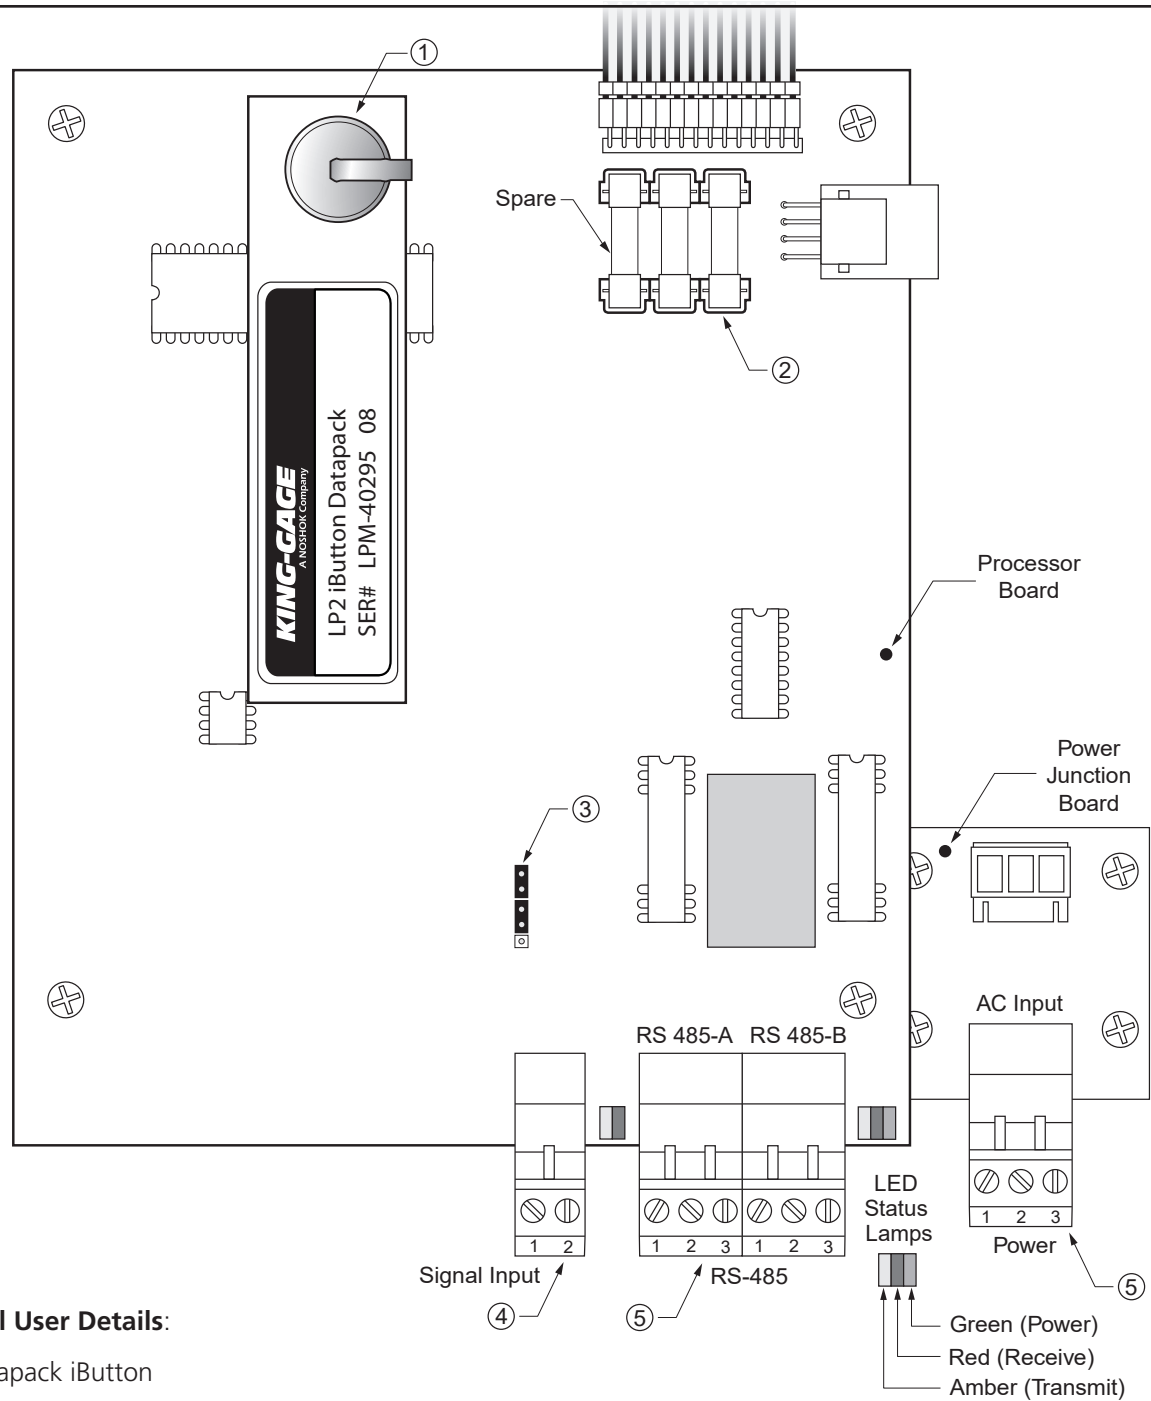 1
Spare
2
KING-GAGE
A NOSHOK Company
LP2 iButton Datapack
SER# LPM-40295 08
Processor
Board
Power
Junction
Board
3
AC Input
RS 485-A RS 485-B
LED
Status
Lamps
1 2 3
Power
1 2
1 2 3 1 2 3
Signal Input
RS-485
4
5
5
Green (Power)
Red (Receive)
Amber (Transmit)
l User Details:
apack iButton